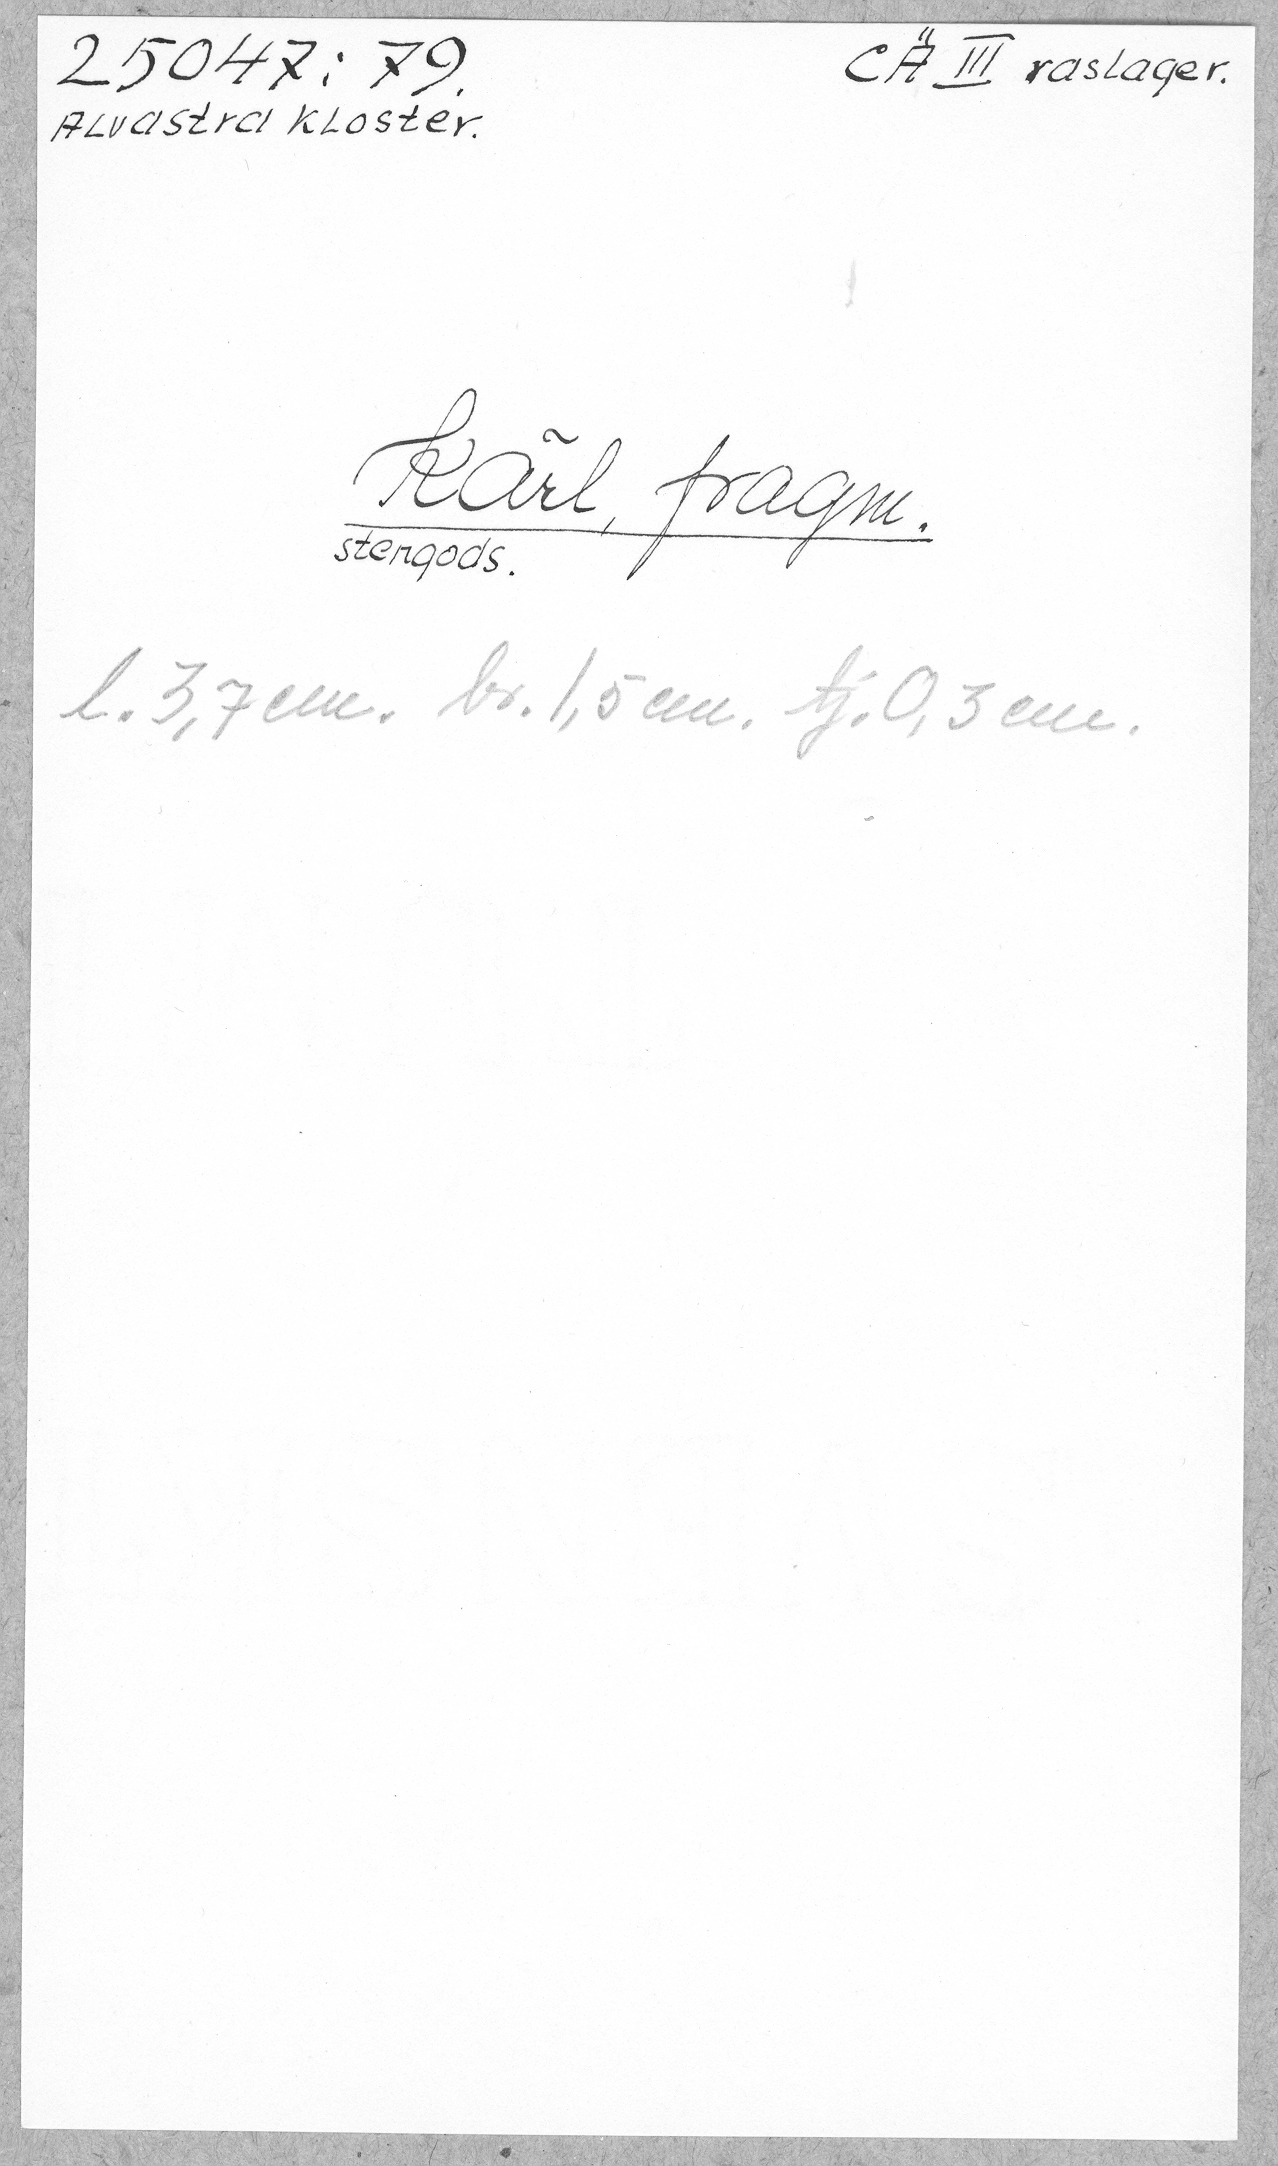 25047:79.
CÄ III raslager.
Alvastra Kloster.
Kärl, fragm.
stengods.
l. 3,7 cm. br. 1,5 cm. tj. 0,3 cm.